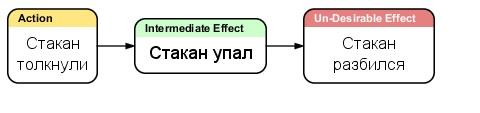 Action
Стакан
толкнули
Intermediate Effect
Стакан упал
Un-Desirable Effect
Стакан
разбился